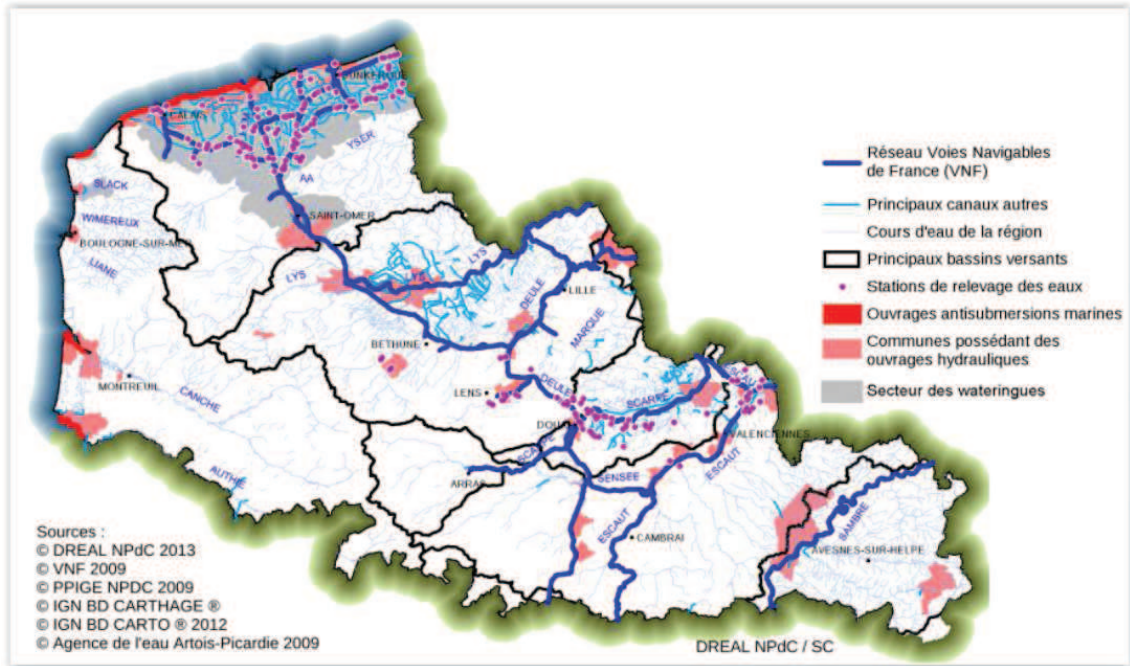 DUNKERQUE
CALAIS
YSER
AA
SLACK
SAINT-OMER
WIMEREUX
BOULOGNE-SUR-MER
LIANE
LYS
LYS
LYS
LILLE
DEULE
MARQUE
BETHUNE
MONTREUIL
CANCHE
LENS
DEULE
SCARPE
ESCAUT
DOUAI
VALENCIENNES
AUTHIE
ARRAS
SCARPE
SENSEE
ESCAUT
ESCAUT
CAMBRAI
SAMBRE
AVESNES-SUR-HELPE
Réseau Voies Navigables
de France (VNF)
Principaux canaux autres
Cours d'eau de la région
Principaux bassins versants
Stations de relevage des eaux
Ouvrages antisubmersions marines
Communes possédant des
ouvrages hydrauliques
Secteur des wateringues
Sources :
© DREAL NPdC 2013
© VNF 2009
© PPIGE NPDC 2009
© IGN BD CARTHAGE ®
© IGN BD CARTO ® 2012
© Agence de l'eau Artois-Picardie 2009
DREAL NPdC / SC